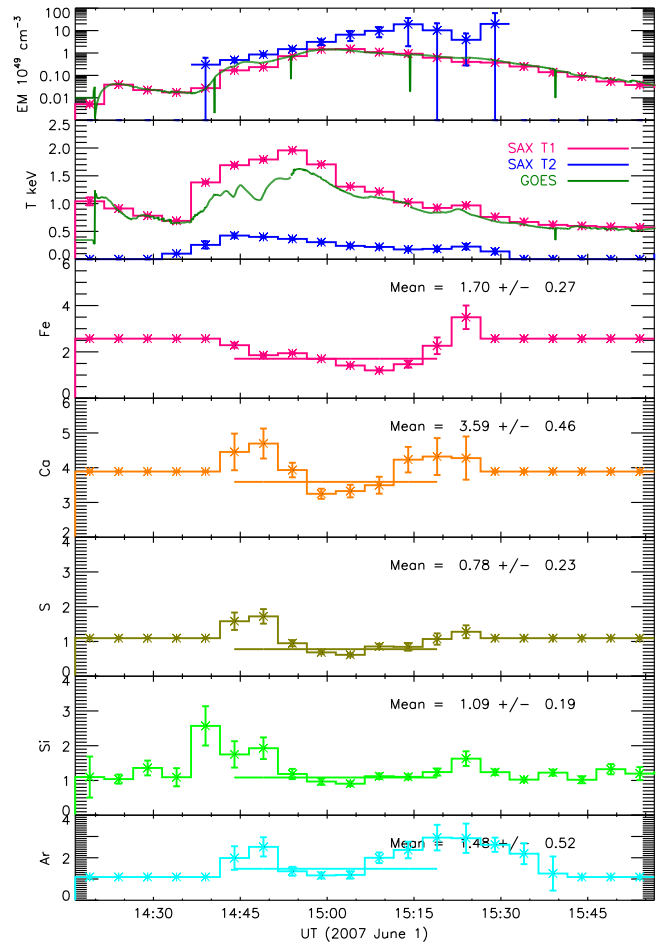 EM 10⁴⁹ cm⁻³
100
10
1
0.10
0.01
T keV
2.5
2.0
1.5
1.0
0.5
0.0
SAX T1
SAX T2
GOES
Fe
6
4
2
0
Mean = 1.70 +/− 0.27
Ca
6
5
4
3
2
Mean = 3.59 +/− 0.46
S
4
3
2
1
0
Mean = 0.78 +/− 0.23
Si
4
3
2
1
0
Mean = 1.09 +/− 0.19
Ar
4
2
0
Mean = 1.48 +/− 0.52
14:30 14:45 15:00 15:15 15:30 15:45
UT (2007 June 1)